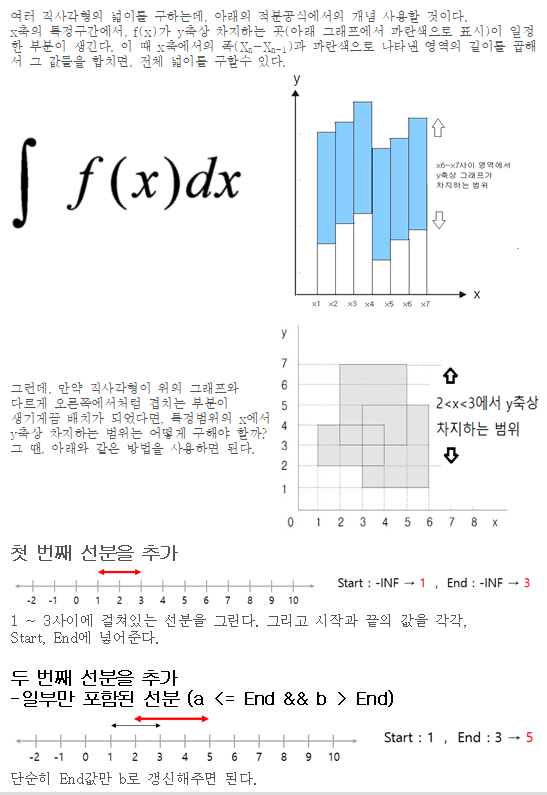 여러 직사각형의 넓이를 구하는데, 아래의 적분공식에서의 개념 사용할 것이다.
x축의 특정구간에서, f(x)가 y축상 차지하는 곳(아래 그래프에서 파란색으로 표시)이 일정
한 부분이 생긴다. 이 때 x축에서의 폭(Xn-Xn-1)과 파란색으로 나타낸 영역의 길이를 곱해
서 그 값들을 합치면, 전체 넓이를 구할수 있다.
∫ f(x)dx
y
x6~x7사이 영역에서
y축상 그래프가
차지하는 범위
x
x1 x2 x3 x4 x5 x6 x7
그런데, 만약 직사각형이 위의 그래프와
다르게 오른쪽에서처럼 겹치는 부분이
생기게끔 배치가 되었다면, 특정범위의 x에서
y축상 차지하는 범위는 어떻게 구해야 할까?
그 땐, 아래와 같은 방법을 사용하면 된다.
y
7
6
5
4
3
2
1
0 1 2 3 4 5 6 7 8 x
2<x<3에서 y축상
차지하는 범위
첫 번째 선분을 추가
-2 -1 0 1 2 3 4 5 6 7 8 9 10
Start : -INF → 1 , End : -INF → 3
1 ~ 3사이에 걸쳐있는 선분을 그린다. 그리고 시작과 끝의 값을 각각,
Start, End에 넣어준다.
두 번째 선분을 추가
-일부만 포함된 선분 (a <= End && b > End)
-2 -1 0 1 2 3 4 5 6 7 8 9 10
Start : 1 , End : 3 → 5
단순히 End값만 b로 갱신해주면 된다.